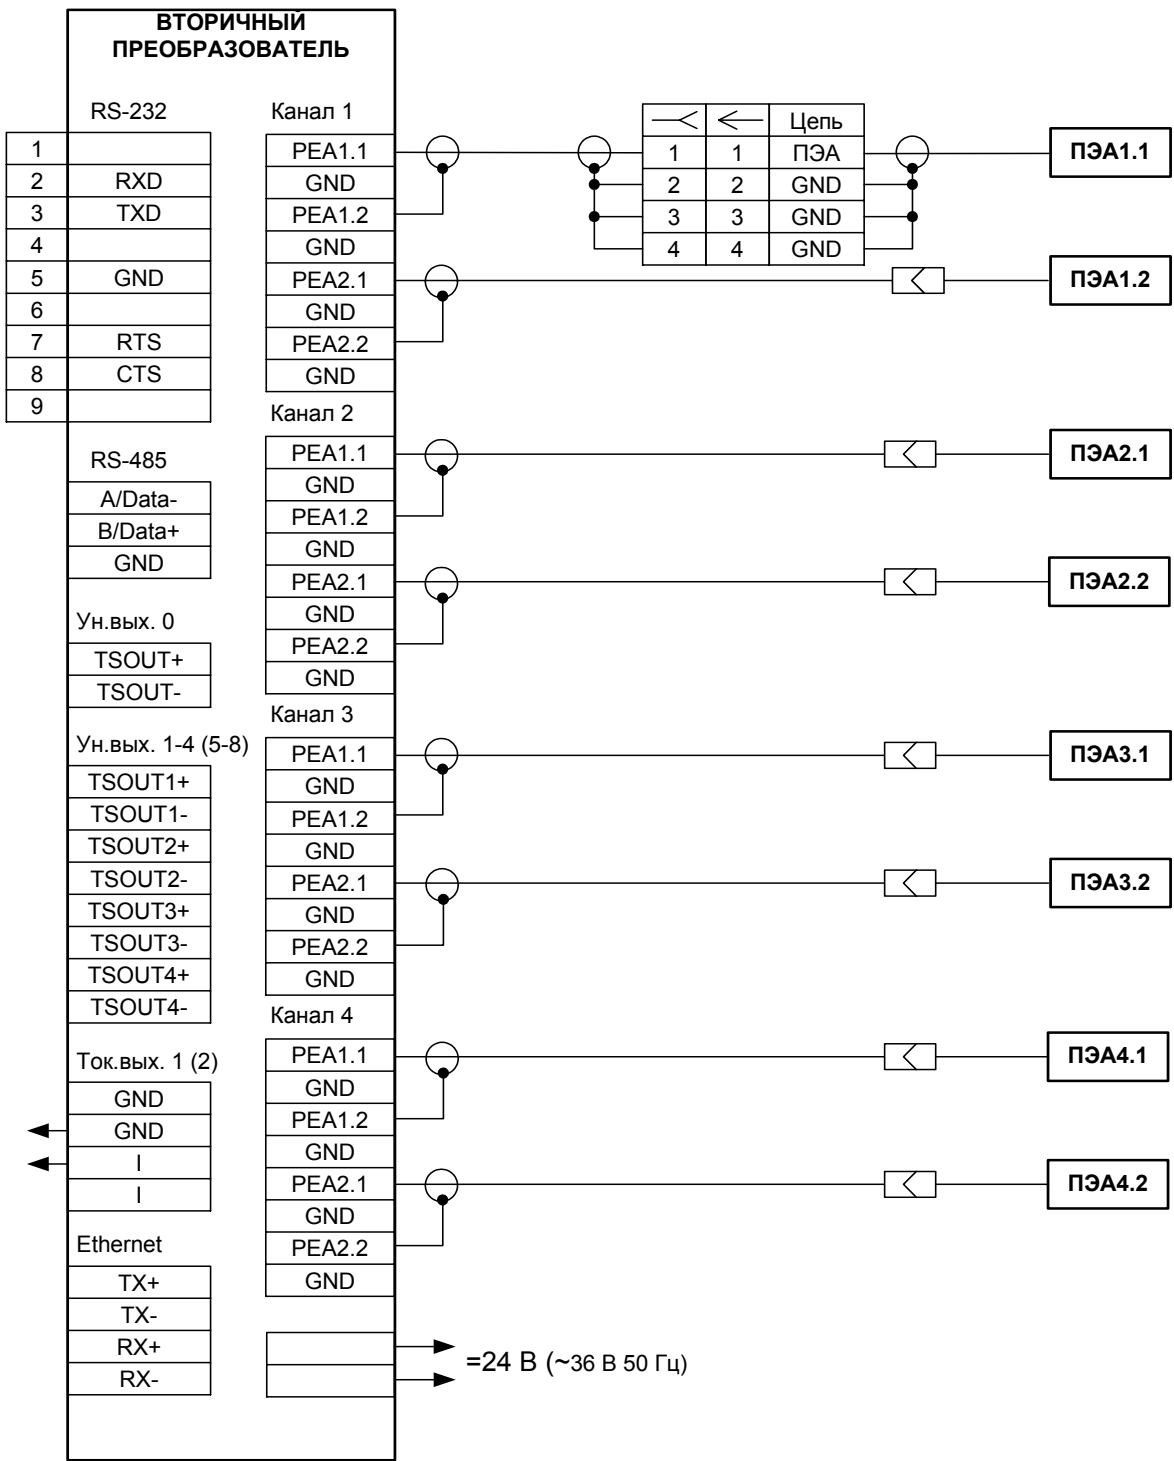 ВТОРИЧНЫЙ
ПРЕОБРАЗОВАТЕЛЬ
RS-232
1
2 RXD
3 TXD
4
5 GND
6
7 RTS
8 CTS
9
RS-485
A/Data-
B/Data+
GND
Ун.вых. 0
TSOUT+
TSOUT-
Ун.вых. 1-4 (5-8)
TSOUT1+
TSOUT1-
TSOUT2+
TSOUT2-
TSOUT3+
TSOUT3-
TSOUT4+
TSOUT4-
Ток.вых. 1 (2)
GND
GND
I
I
Ethernet
TX+
TX-
RX+
RX-
Канал 1
PEA1.1
GND
PEA1.2
GND
PEA2.1
GND
PEA2.2
GND
Канал 2
PEA1.1
GND
PEA1.2
GND
PEA2.1
GND
PEA2.2
GND
Канал 3
PEA1.1
GND
PEA1.2
GND
PEA2.1
GND
PEA2.2
GND
Канал 4
PEA1.1
GND
PEA1.2
GND
PEA2.1
GND
PEA2.2
GND
=24 В (~36 В 50 Гц)
Цепь
1 1 ПЭА
2 2 GND
3 3 GND
4 4 GND
ПЭА1.1
ПЭА1.2
ПЭА2.1
ПЭА2.2
ПЭА3.1
ПЭА3.2
ПЭА4.1
ПЭА4.2